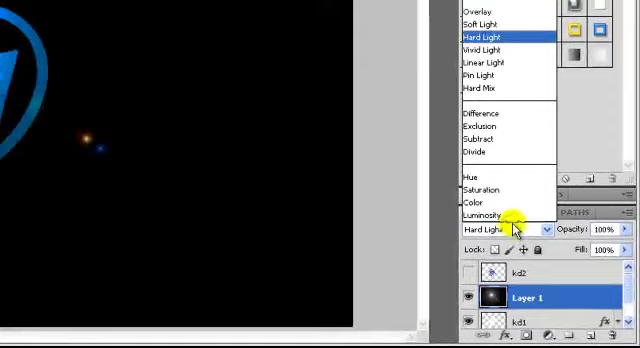 Overlay
Soft Light
Hard Light
Vivid Light
Linear Light
Pin Light
Hard Mix
Difference
Exclusion
Subtract
Divide
Hue
Saturation
Color
Luminosity
PATHS
Hard Light Opacity: 100%
Lock: Fill: 100%
kd2
Layer 1
kd1 fx